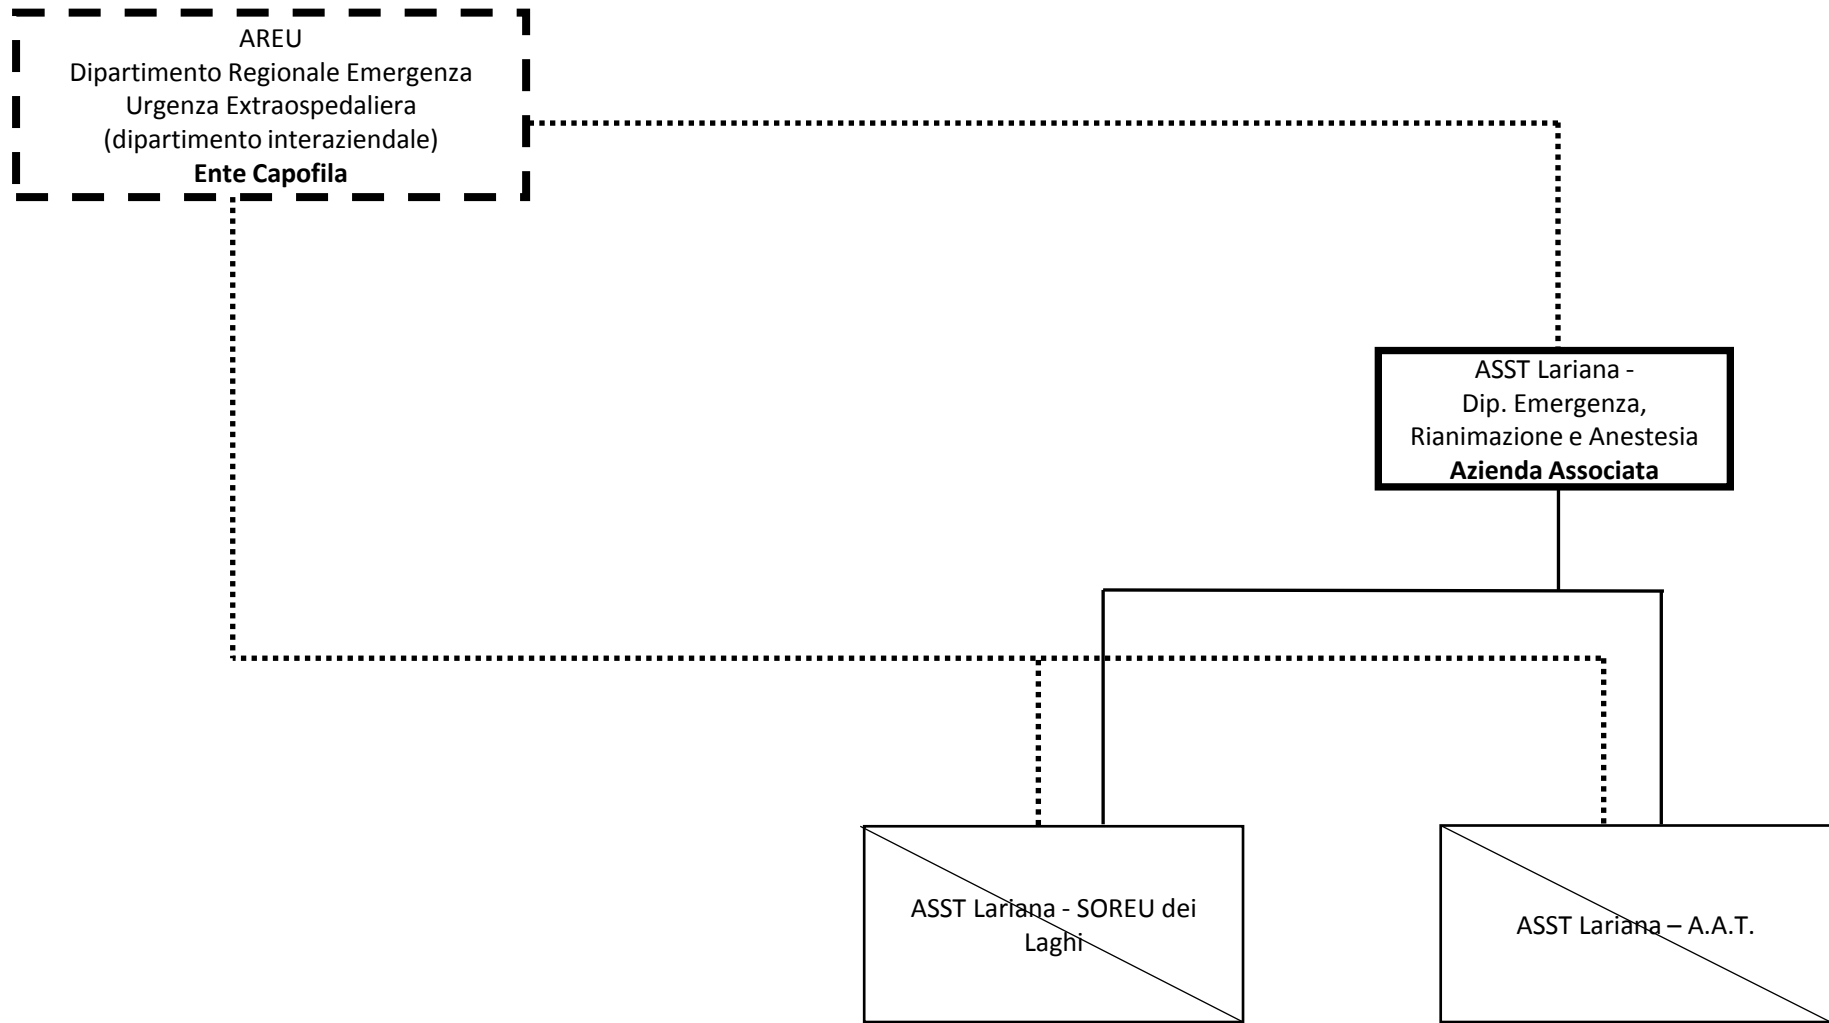 AREU
Dipartimento Regionale Emergenza
Urgenza Extraospedaliera
(dipartimento interaziendale)
Ente Capofila
ASST Lariana -
Dip. Emergenza,
Rianimazione e Anestesia
Azienda Associata
ASST Lariana - SOREU dei
Laghi
ASST Lariana – A.A.T.